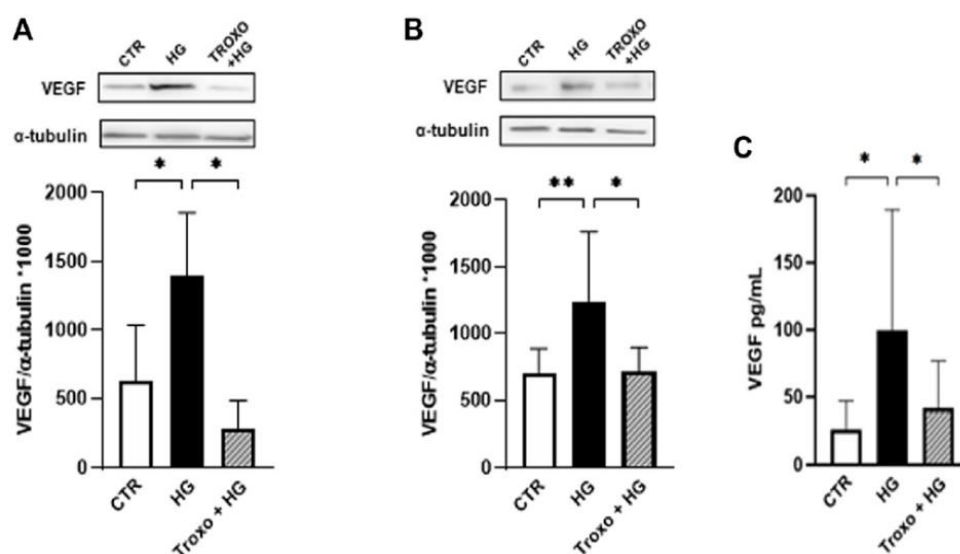 A
CTR HG TROXO +HG
VEGF
α-tubulin
* *
VEGF/α-tubulin *1000
2000
1500
1000
500
0
CTR HG Troxo + HG
B
CTR HG TROXO +HG
VEGF
α-tubulin
** *
VEGF/α-tubulin *1000
2000
1500
1000
500
0
CTR HG Troxo + HG
C
* *
VEGF pg/mL
200
150
100
50
0
CTR HG Troxo + HG